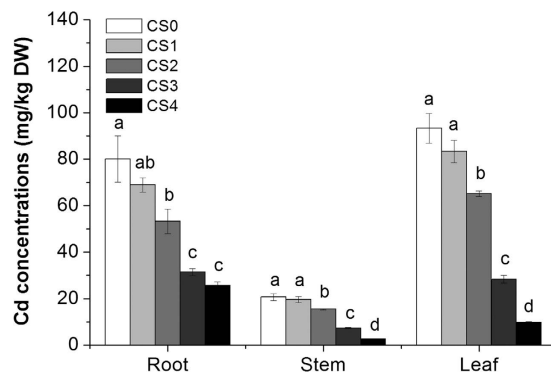 140
120
100
80
60
40
20
0
Cd concentrations (mg/kg DW)
CS0
CS1
CS2
CS3
CS4
a
ab
b
c
c
a
a
b
c
d
a
a
b
c
d
Root
Stem
Leaf